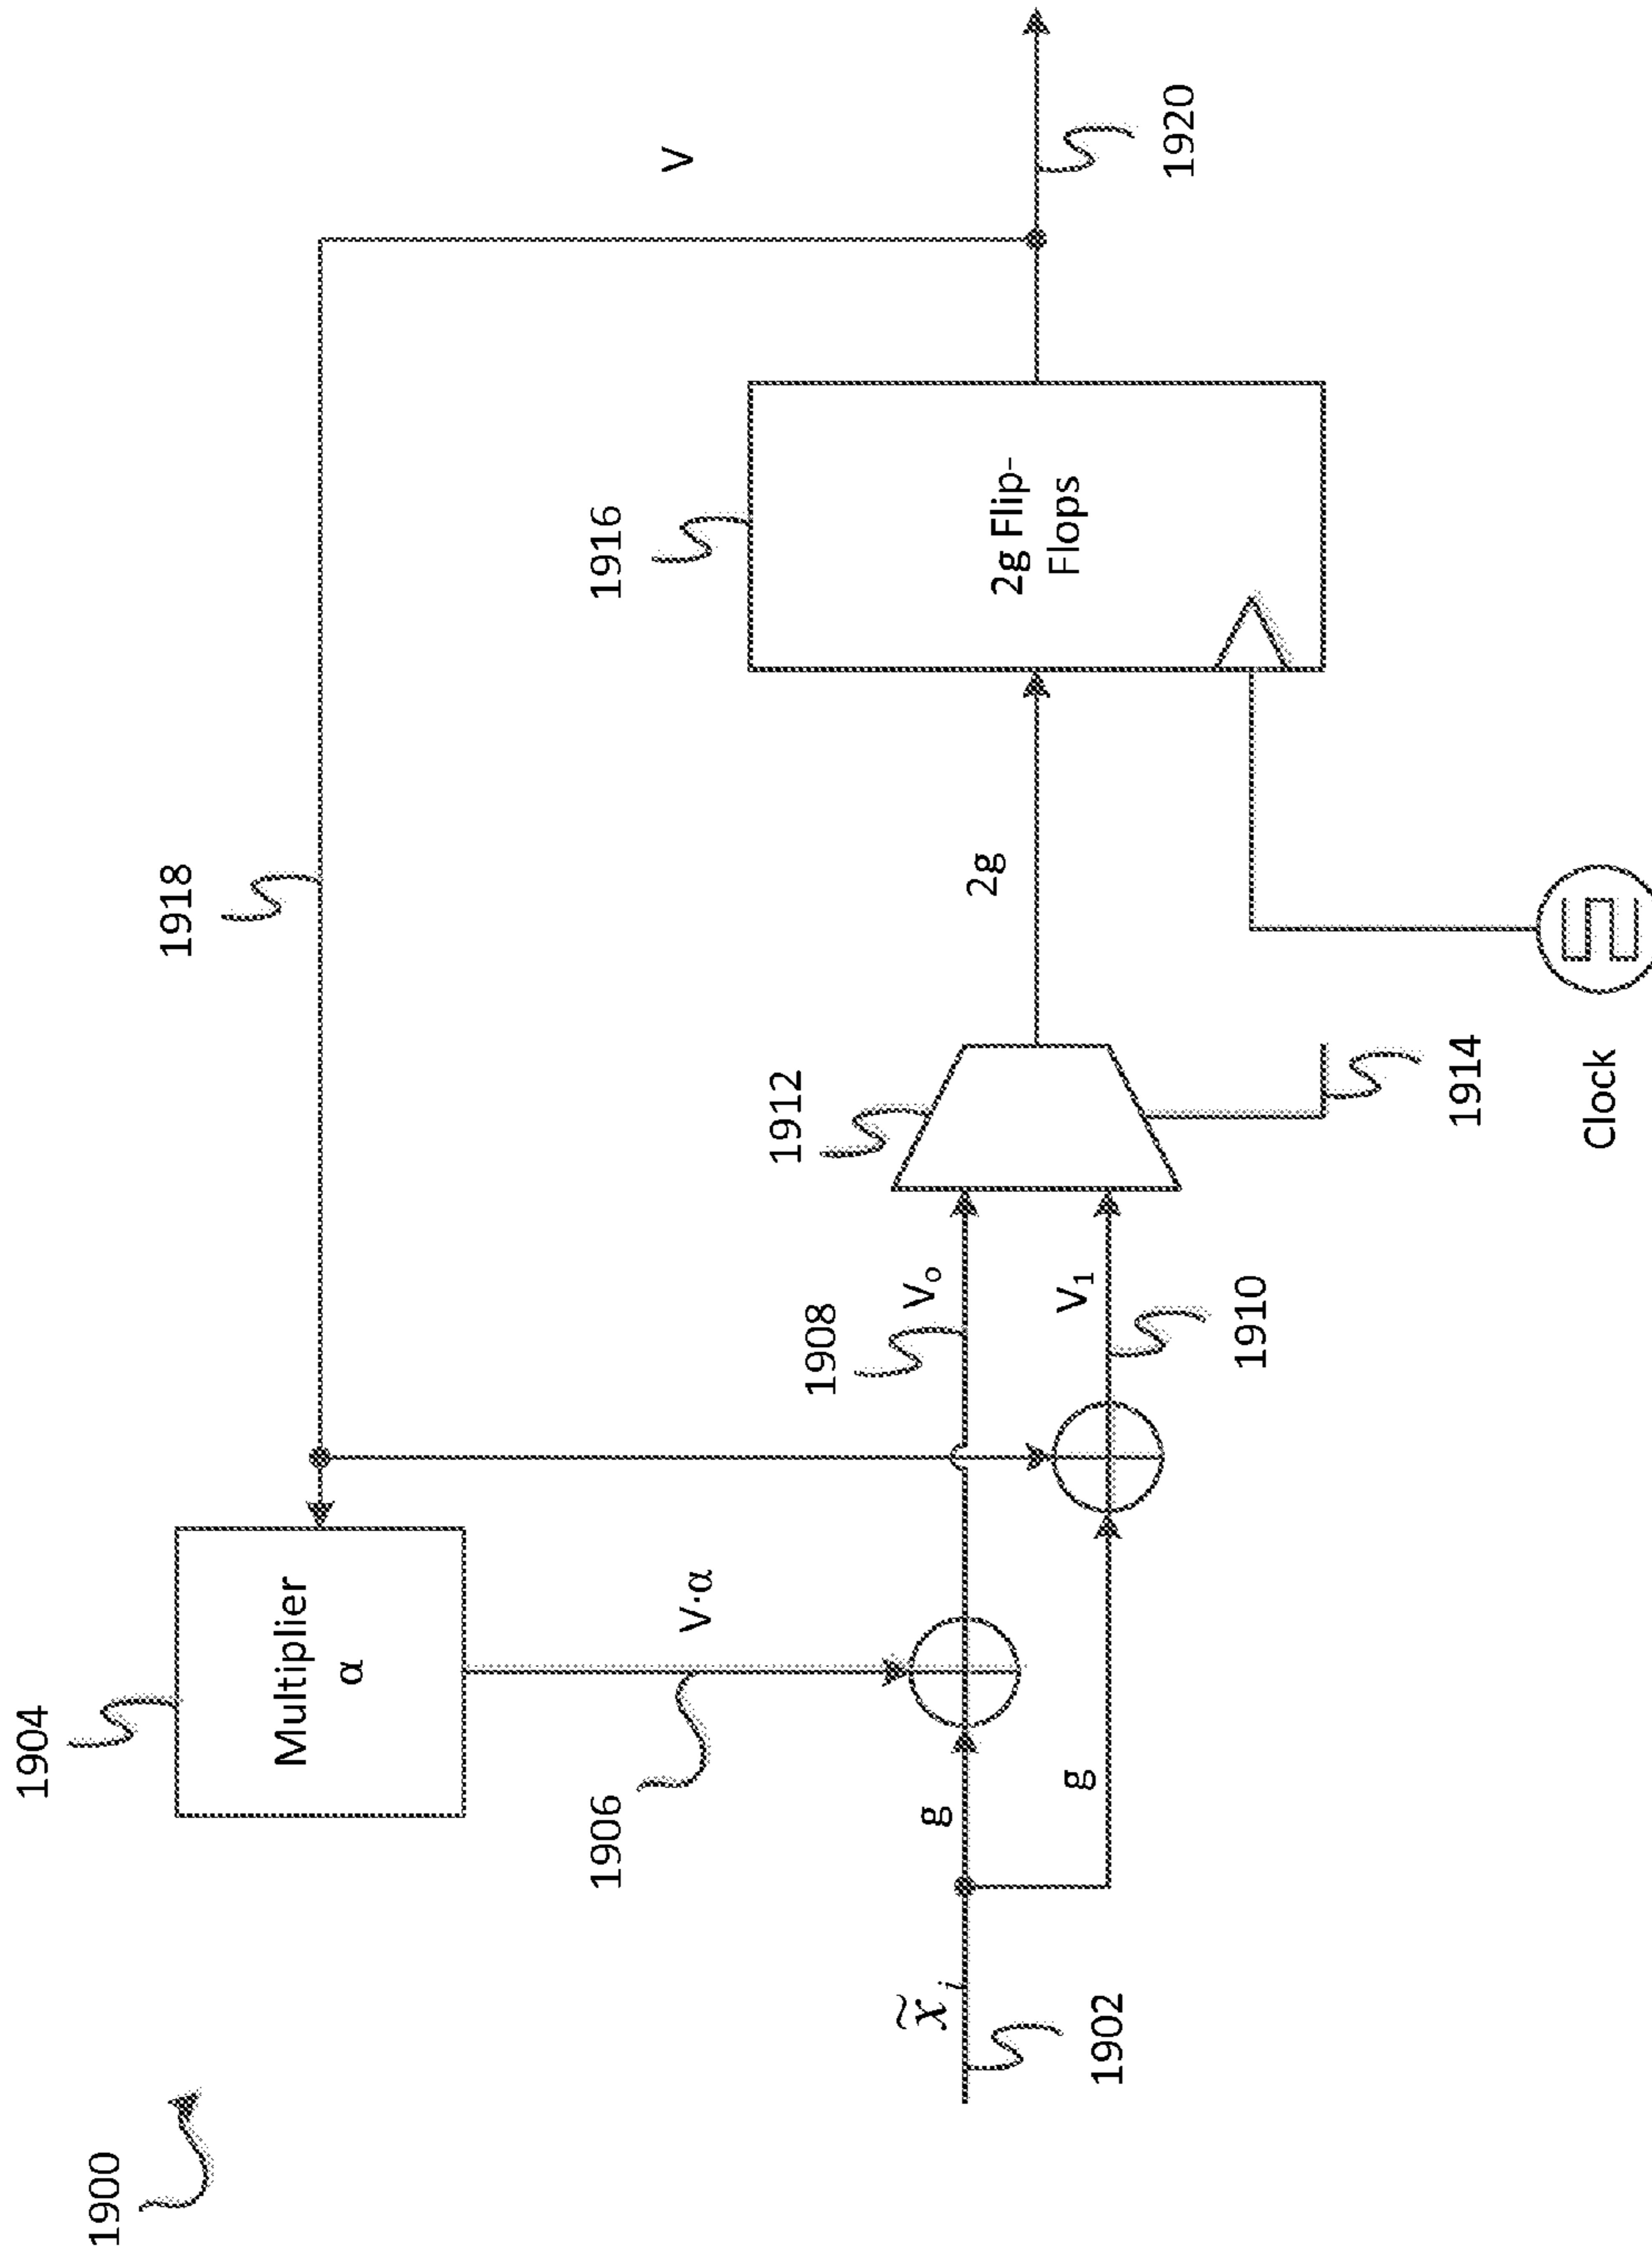 1900
1904
Multiplier
α
1918
V
1906
V·α
1916
2g Flip-
Flops
1912
1908
V₀
2g
x̃ᵢ
g
g
V₁
1902
1910
1914
1920
Clock